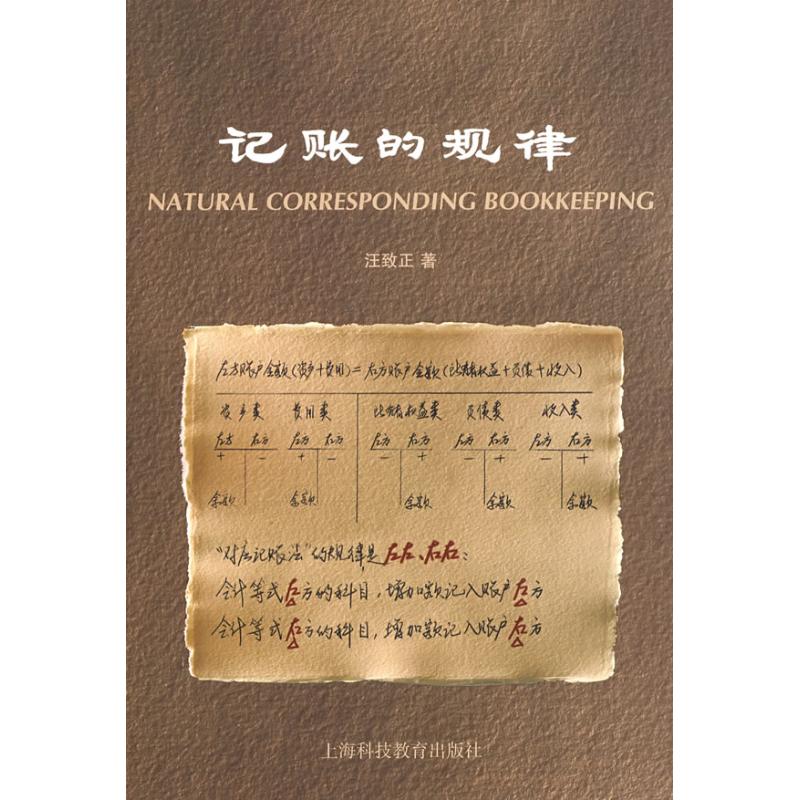 记账的规律
NATURAL CORRESPONDING BOOKKEEPING
汪致正 著
左方账户金额(资产+费用)=右方账户金额(比有权益+负债+收入)
资产类 费用类 比有权益类 负债类 收入类
左方 右方 左方 右方 左方 右方 左方 右方 左方 右方
+ − + − − + − + − +
余额 余额 余额 余额 余额
“对应记账法”的规律是左左、右右：
会计等式左方的科目，增加额记入账户左方
会计等式右方的科目，增加额记入账户右方
上海科技教育出版社